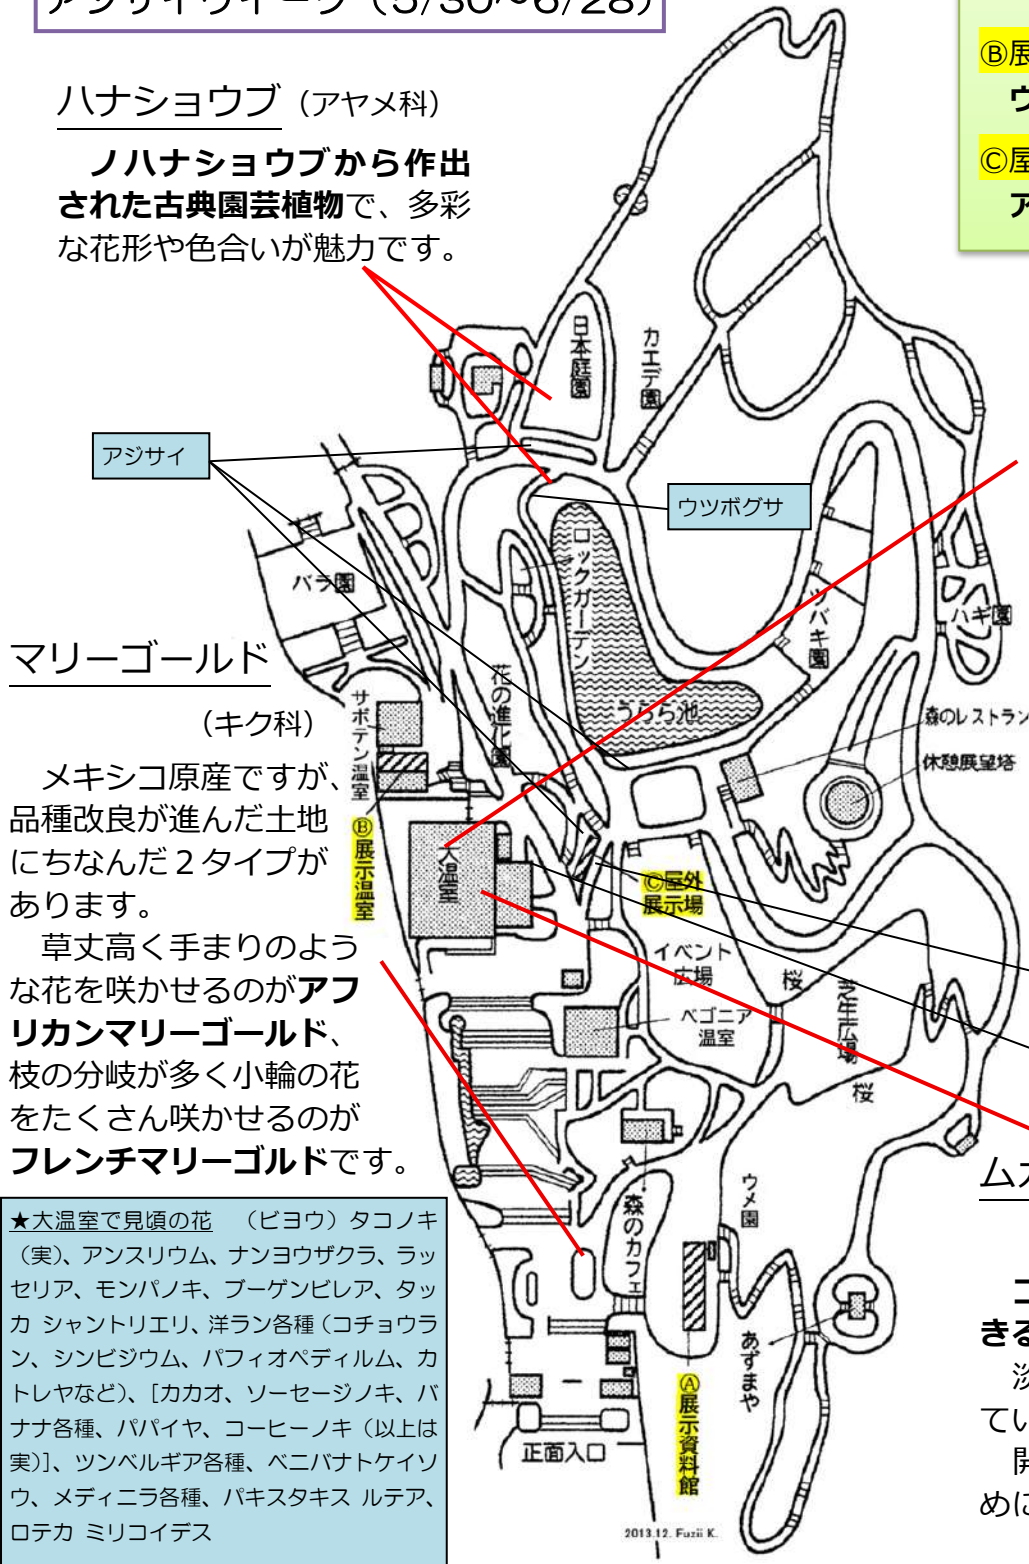 アジサイウイーク（5/30～6/28）
Ⓑ展
Ⓒ屋
ア
ハナショウブ（アヤメ科）
ノハナショウブから作出
された古典園芸植物で、多彩
な花形や色合いが魅力です。
日本庭園
カエデ園
アジサイ
ウツボグサ
バラ園
ロックガーデン
ツバキ園
ハギ園
うらら池
花の進化園
森のレストラン
休憩展望塔
サボテン温室
マリーゴールド
（キク科）
メキシコ原産ですが、
品種改良が進んだ土地
にちなんだ２タイプが
あります。
草丈高く手まりのよう
な花を咲かせるのがアフ
リカンマリーゴールド、
枝の分岐が多く小輪の花
をたくさん咲かせるのが
フレンチマリーゴルドです。
Ⓑ展示温室
大温室
Ⓒ屋外
展示場
イベント
広場
桜
芝生広場
ベゴニア
温室
桜
森のカフェ
ウメ園
あずまや
Ⓐ展示資料館
正面入口
2013.12. Fuzii K.
★大温室で見頃の花　（ビヨウ）タコノキ
（実）、アンスリウム、ナンヨウザクラ、ラッ
セリア、モンパノキ、ブーゲンビレア、タッ
カ シャントリエリ、洋ラン各種（コチョウラ
ン、シンビジウム、パフィオペディルム、カ
トレヤなど）、［カカオ、ソーセージノキ、バ
ナナ各種、パパイヤ、コーヒーノキ（以上は
実）］、ツンベルギア各種、ベニバナトケイソ
ウ、メディニラ各種、パキスタキス ルテア、
ロテカ ミリコイデス
きる
淡
てい
開
めに